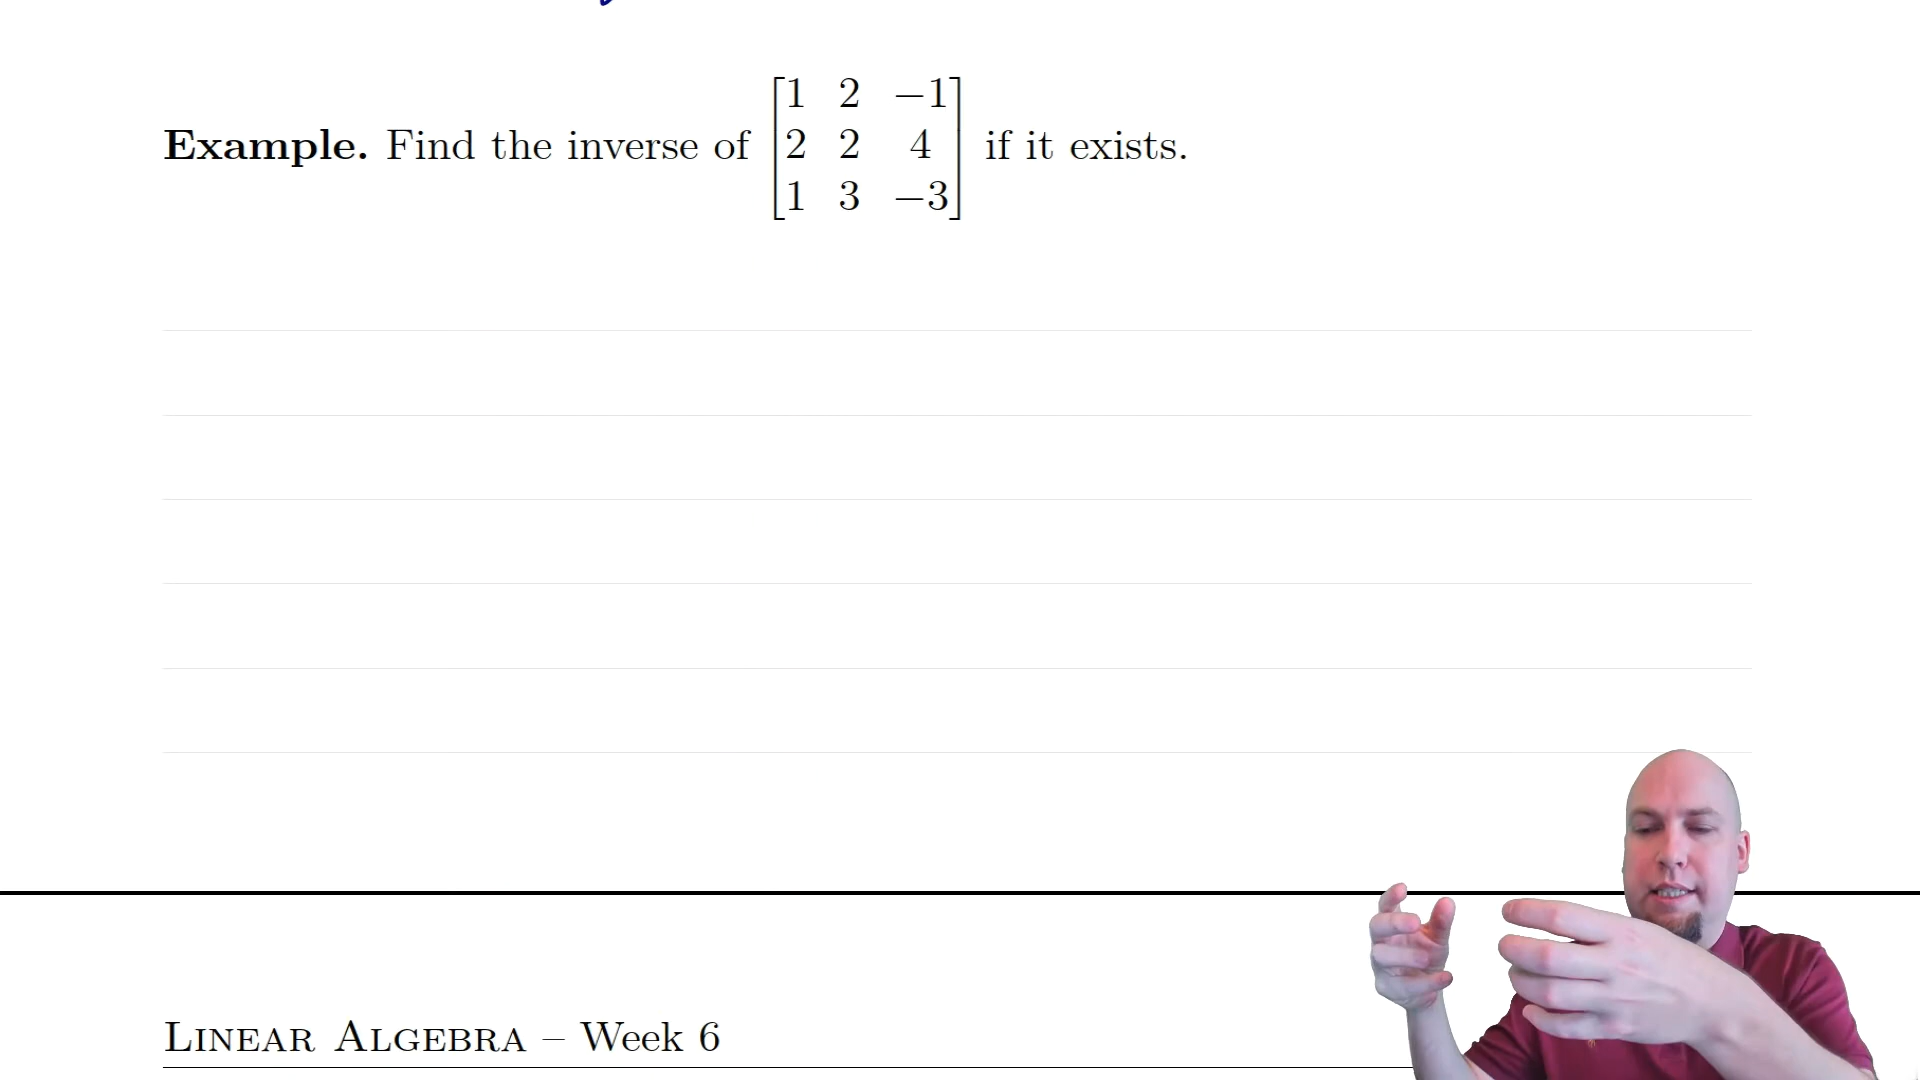 Example. Find the inverse of [1 2 −1
2 2 4
1 3 −3] if it exists.
LINEAR ALGEBRA – Week 6